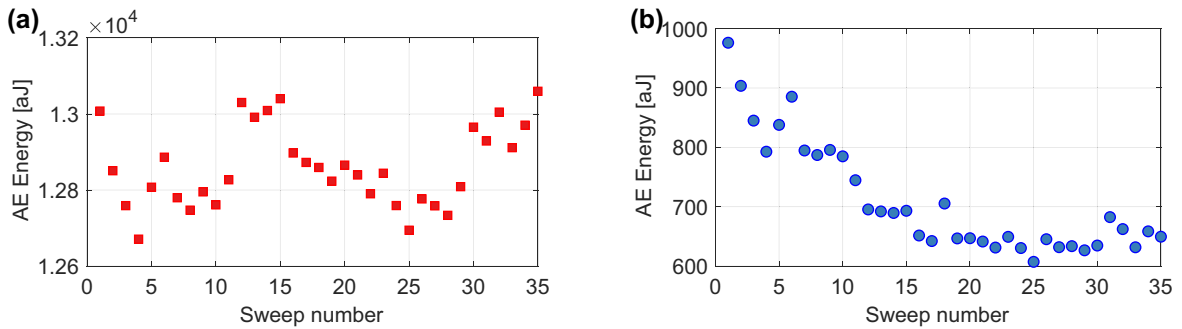 (a)
×10⁴
1.32
1.3
1.28
1.26
AE Energy [aJ]
0 5 10 15 20 25 30 35
Sweep number
(b)
1000
900
800
700
600
AE Energy [aJ]
0 5 10 15 20 25 30 35
Sweep number